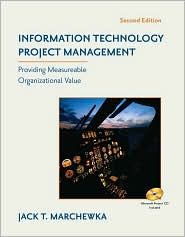 Second Edition
INFORMATION TECHNOLOGY
PROJECT MANAGEMENT
Providing Measureable
Organizational Value
Microsoft Project CD
Included
JACK T. MARCHEWKA